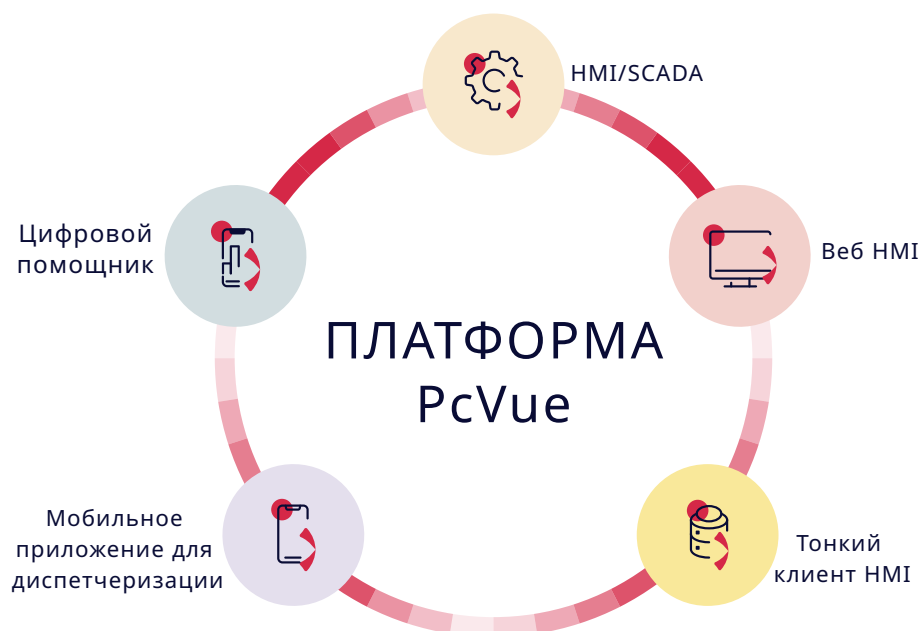 HMI/SCADA
Цифровой
помощник
Веб HMI
ПЛАТФОРМА
PcVue
Мобильное
приложение для
диспетчеризации
Тонкий
клиент HMI